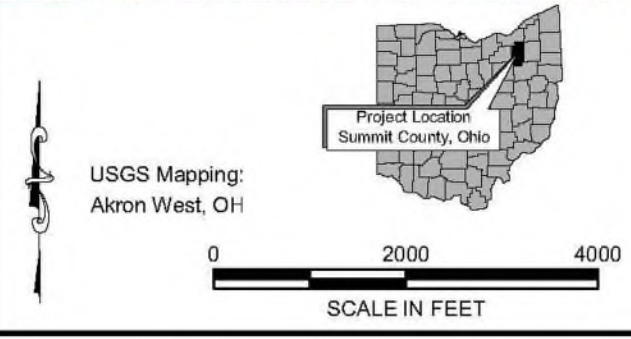 Project Location
Summit County, Ohio
USGS Mapping:
Akron West, OH
0 2000 4000
SCALE IN FEET